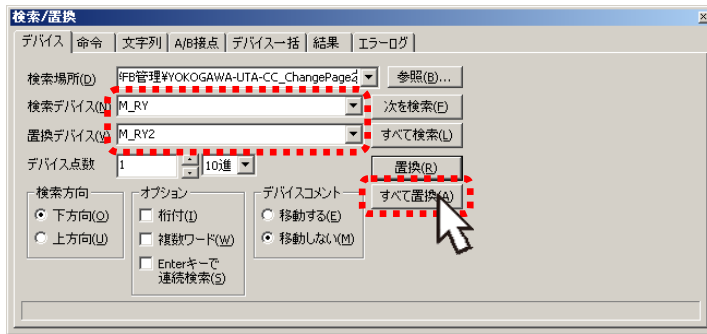 検索/置換
デバイス 命令 文字列 A/B接点 デバイス一括 結果 エラーログ
検索場所(D) FB管理¥YOKOGAWA-UTA-CC_ChangePage2 参照(B)...
検索デバイス(N) M_RY 次を検索(F)
置換デバイス(V) M_RY2 すべて検索(L)
デバイス点数 1 10進 置換(R)
検索方向 オプション デバイスコメント すべて置換(A)
下方向(O) 桁付(I) 移動する(E)
上方向(U) 複数ワード(W) 移動しない(M)
Enterキーで
連続検索(S)